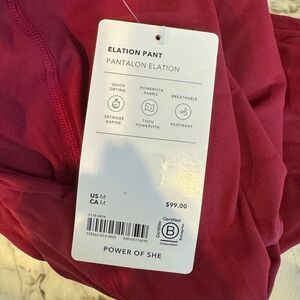 ELATION PANT
PANTALON ELATION
QUICK
DRYING
POWERVITA
FABRIC
BREATHABLE
SÉCHAGE
RAPIDE
TISSU
POWERVITA
RESPIRANT
US M
CA M
$99.00
Certified
B
Corporation
POWER OF SHE